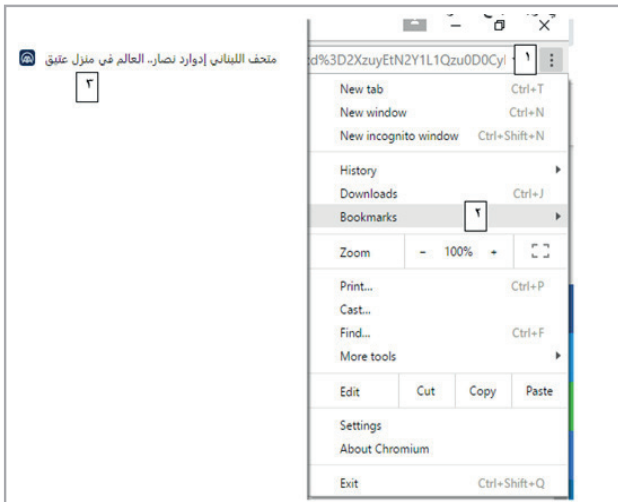 متحف اللبناني إدوارد نصار.. العالم في منزل عتيق
٣
:d%3D2XzuyEtN2Y1L1Qzu0D0Cyl
١
New tab Ctrl+T
New window Ctrl+N
New incognito window Ctrl+Shift+N
History
Downloads Ctrl+J
Bookmarks ٢
Zoom - 100% +
Print... Ctrl+P
Cast...
Find... Ctrl+F
More tools
Edit Cut Copy Paste
Settings
About Chromium
Exit Ctrl+Shift+Q